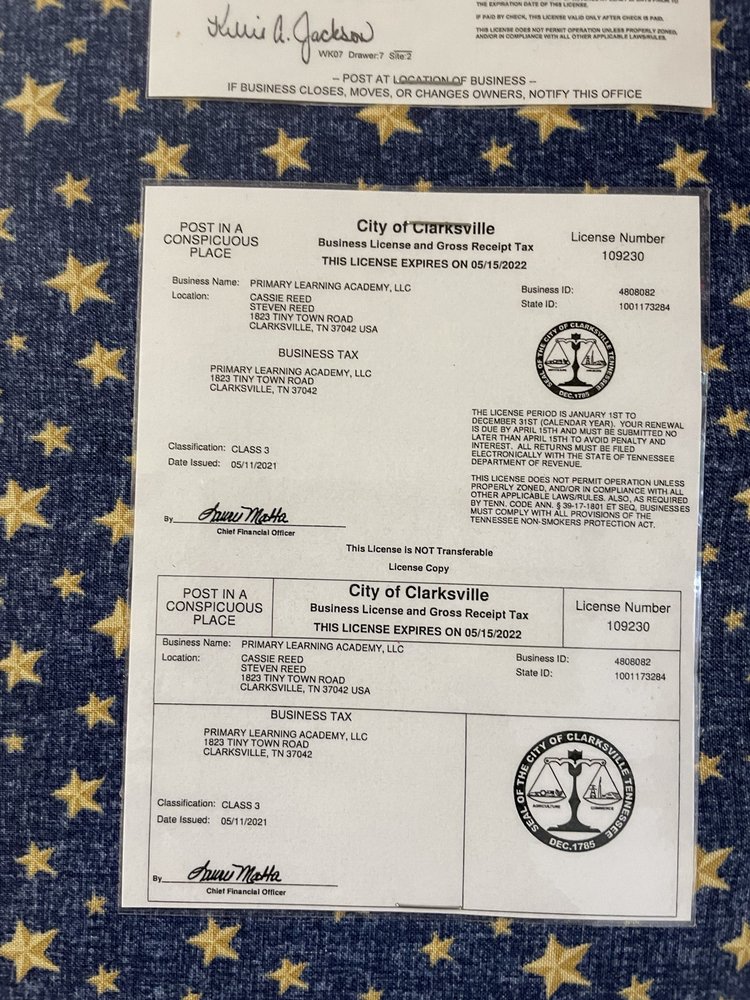 THE EXPIRATION DATE OF THIS LICENSE.
IF PAID BY CHECK, THIS LICENSE VALID ONLY AFTER CHECK IS PAID.
THIS LICENSE DOES NOT PERMIT OPERATION UNLESS PROPERLY ZONED,
AND/OR IN COMPLIANCE WITH ALL OTHER APPLICABLE LAWS/RULES.
Kellie A. Jackson
WK07 Drawer:7 Site:2
-- POST AT LOCATION OF BUSINESS --
IF BUSINESS CLOSES, MOVES, OR CHANGES OWNERS, NOTIFY THIS OFFICE
POST IN A
CONSPICUOUS
PLACE
City of Clarksville
Business License and Gross Receipt Tax
THIS LICENSE EXPIRES ON 05/15/2022
License Number
109230
Business Name: PRIMARY LEARNING ACADEMY, LLC
Location: CASSIE REED
STEVEN REED
1823 TINY TOWN ROAD
CLARKSVILLE, TN 37042 USA
Business ID: 4808082
State ID: 1001173284
BUSINESS TAX
PRIMARY LEARNING ACADEMY, LLC
1823 TINY TOWN ROAD
CLARKSVILLE, TN 37042
SEAL OF THE CITY OF CLARKSVILLE TENNESSEE
DEC.1785
THE LICENSE PERIOD IS JANUARY 1ST TO
DECEMBER 31ST (CALENDAR YEAR). YOUR RENEWAL
IS DUE BY APRIL 15TH AND MUST BE SUBMITTED NO
LATER THAN APRIL 15TH TO AVOID PENALTY AND
INTEREST. ALL RETURNS MUST BE FILED
ELECTRONICALLY WITH THE STATE OF TENNESSEE
DEPARTMENT OF REVENUE.
THIS LICENSE DOES NOT PERMIT OPERATION UNLESS
PROPERLY ZONED, AND/OR IN COMPLIANCE WITH ALL
OTHER APPLICABLE LAWS/RULES. ALSO, AS REQUIRED
BY TENN. CODE ANN. § 39-17-1801 ET SEQ, BUSINESSES
MUST COMPLY WITH ALL PROVISIONS OF THE
TENNESSEE NON-SMOKERS PROTECTION ACT.
Classification: CLASS 3
Date Issued: 05/11/2021
By Laurie Matta
Chief Financial Officer
This License is NOT Transferable
License Copy
POST IN A
CONSPICUOUS
PLACE
City of Clarksville
Business License and Gross Receipt Tax
THIS LICENSE EXPIRES ON 05/15/2022
License Number
109230
Business Name: PRIMARY LEARNING ACADEMY, LLC
Location: CASSIE REED
STEVEN REED
1823 TINY TOWN ROAD
CLARKSVILLE, TN 37042 USA
Business ID: 4808082
State ID: 1001173284
BUSINESS TAX
PRIMARY LEARNING ACADEMY, LLC
1823 TINY TOWN ROAD
CLARKSVILLE, TN 37042
SEAL OF THE CITY OF CLARKSVILLE TENNESSEE
AGRICULTURE COMMERCE
DEC.1785
Classification: CLASS 3
Date Issued: 05/11/2021
By Laurie Matta
Chief Financial Officer